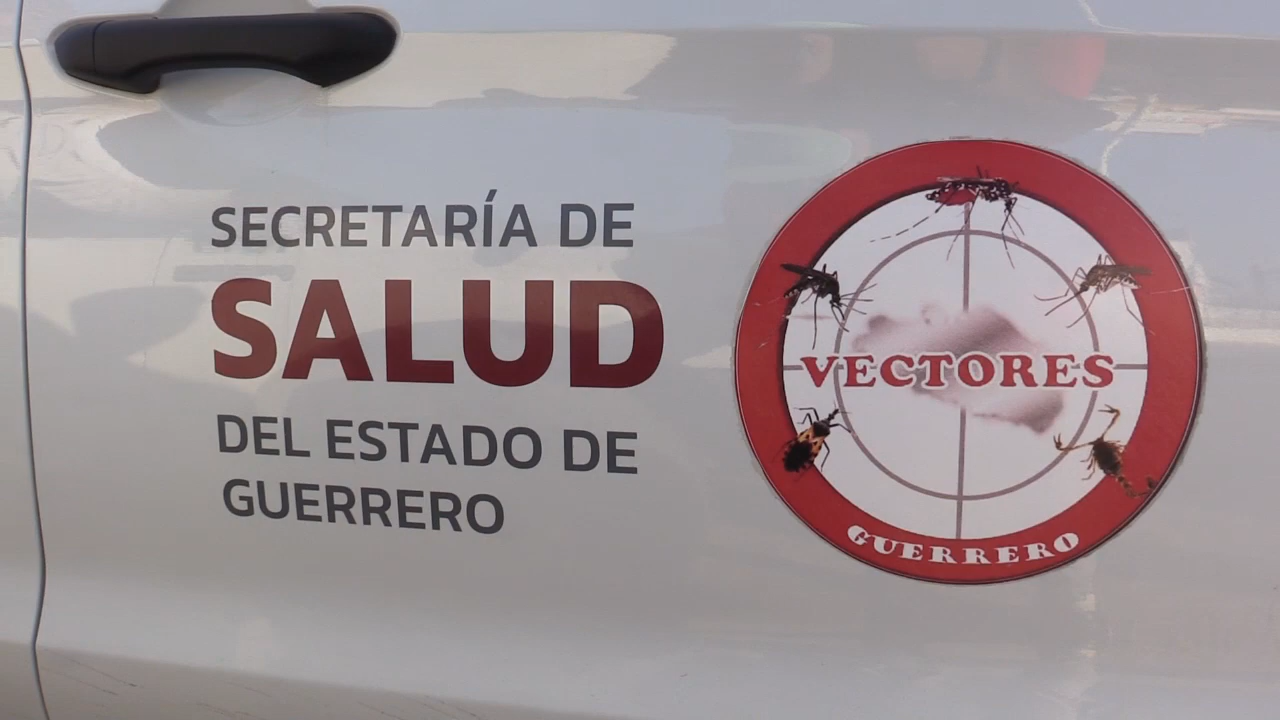 SECRETARÍA DE
SALUD
DEL ESTADO DE
GUERRERO
VECTORES
GUERRERO